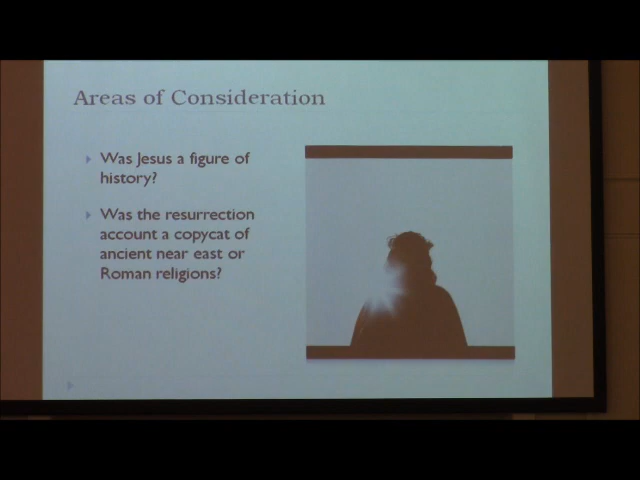 Areas of Consideration
Was Jesus a figure of
history?
Was the resurrection
account a copycat of
ancient near east or
Roman religions?